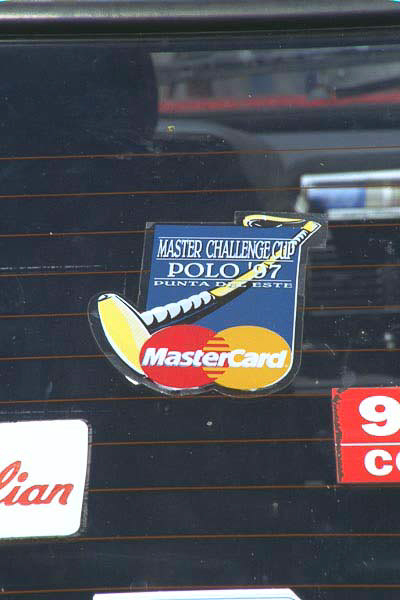 MASTER CHALLENGE CUP
POLO '97
PUNTA DEL ESTE
MasterCard
9
CO
lian